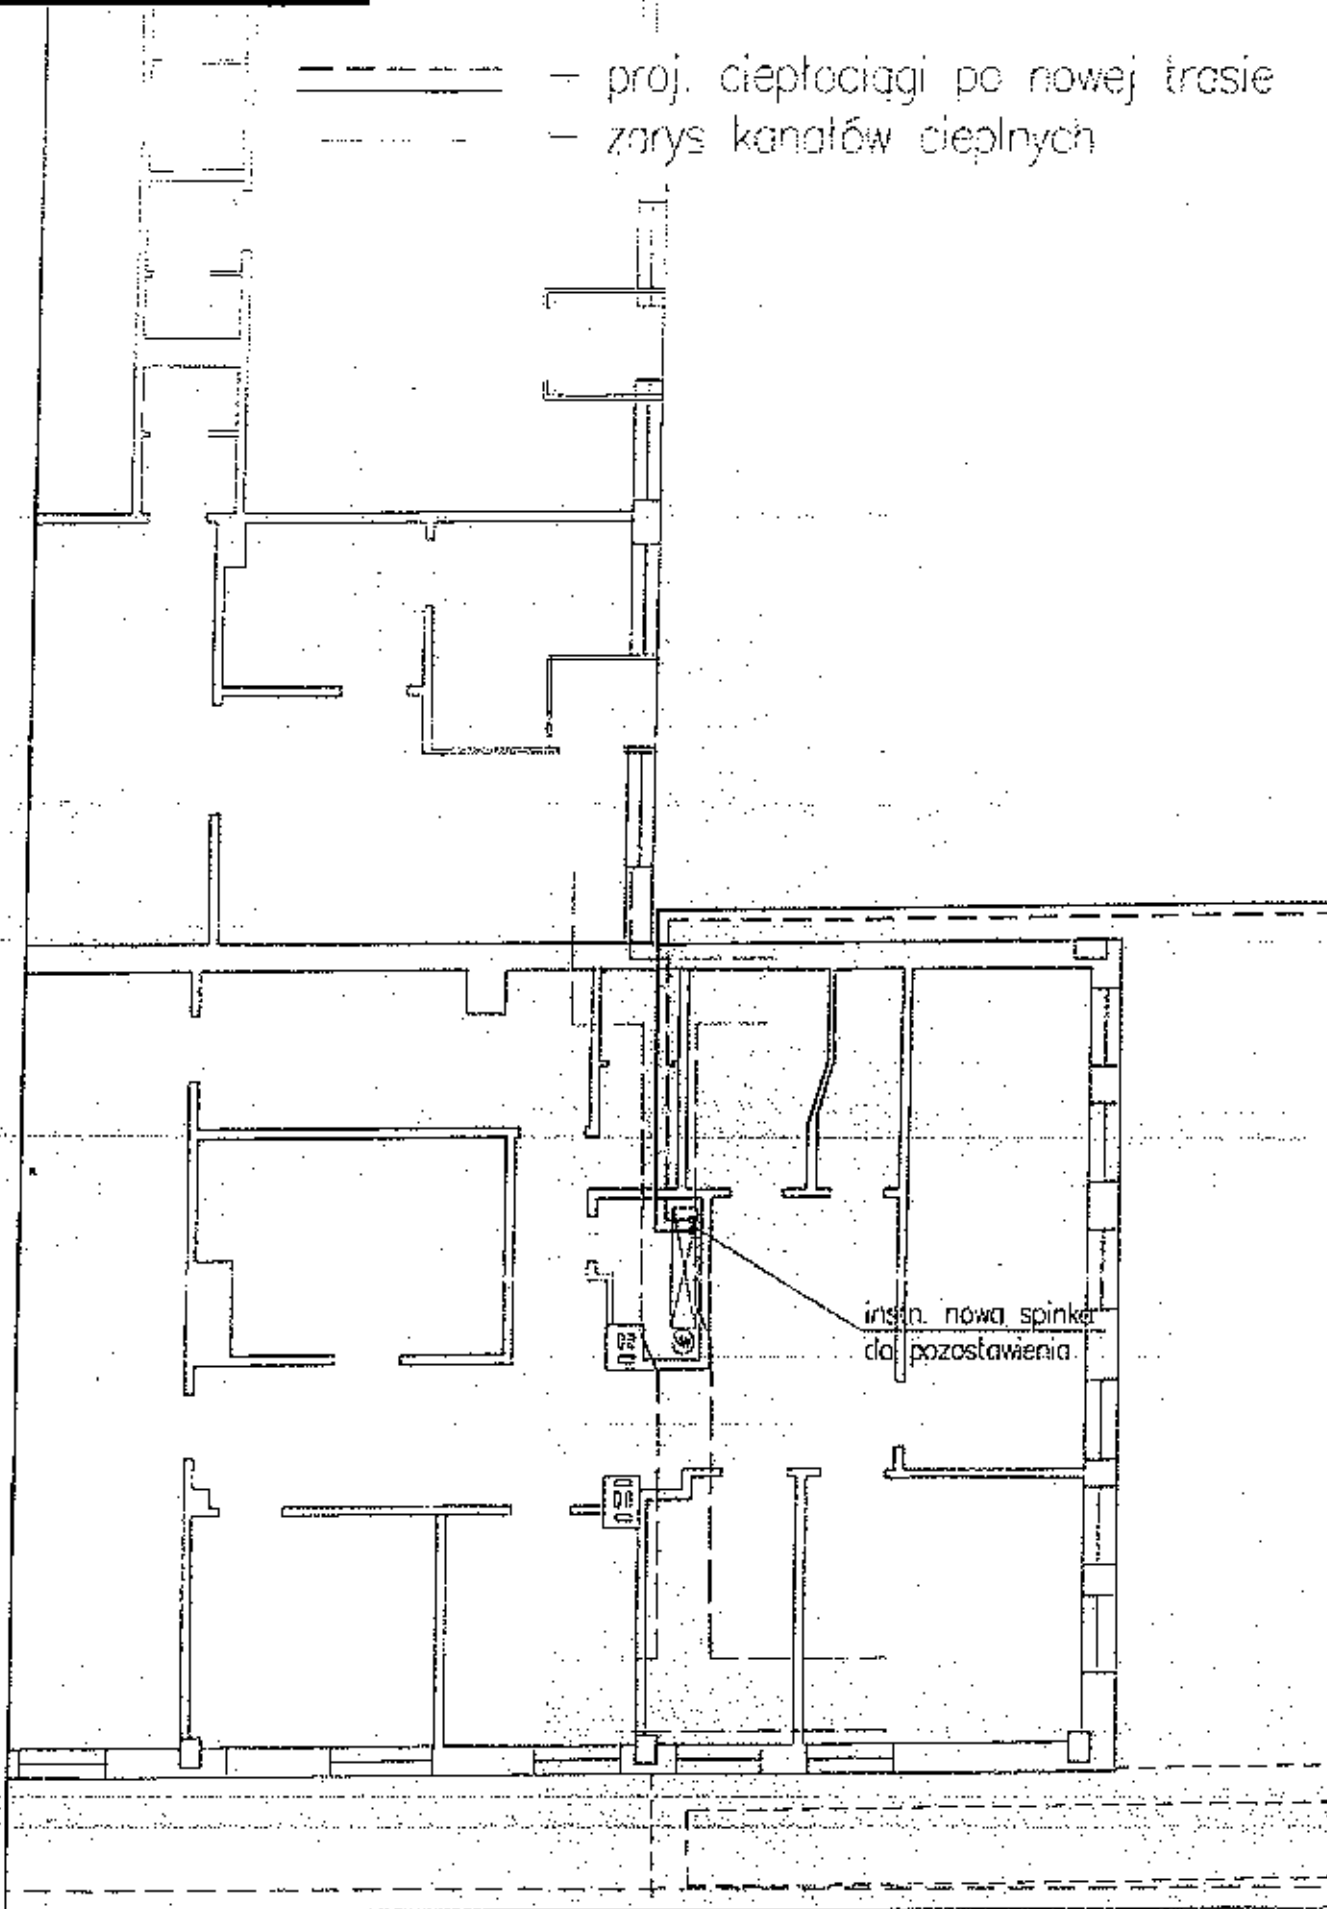 – proj. ciepłociągi po nowej trasie
– zarys kanałów cieplnych
instn. nowa spinka
do pozostawienia